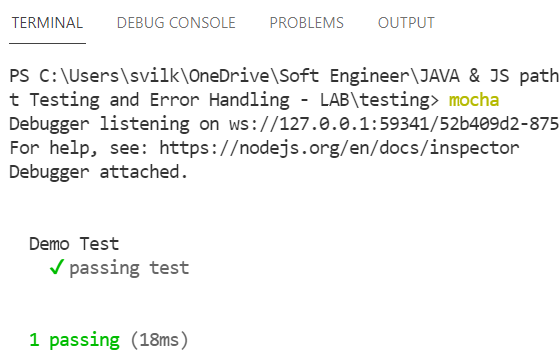 TERMINAL DEBUG CONSOLE PROBLEMS OUTPUT
PS C:\Users\svilk\OneDrive\Soft Engineer\JAVA & JS path
t Testing and Error Handling - LAB\testing> mocha
Debugger listening on ws://127.0.0.1:59341/52b409d2-875
For help, see: https://nodejs.org/en/docs/inspector
Debugger attached.
Demo Test
✓ passing test
1 passing (18ms)